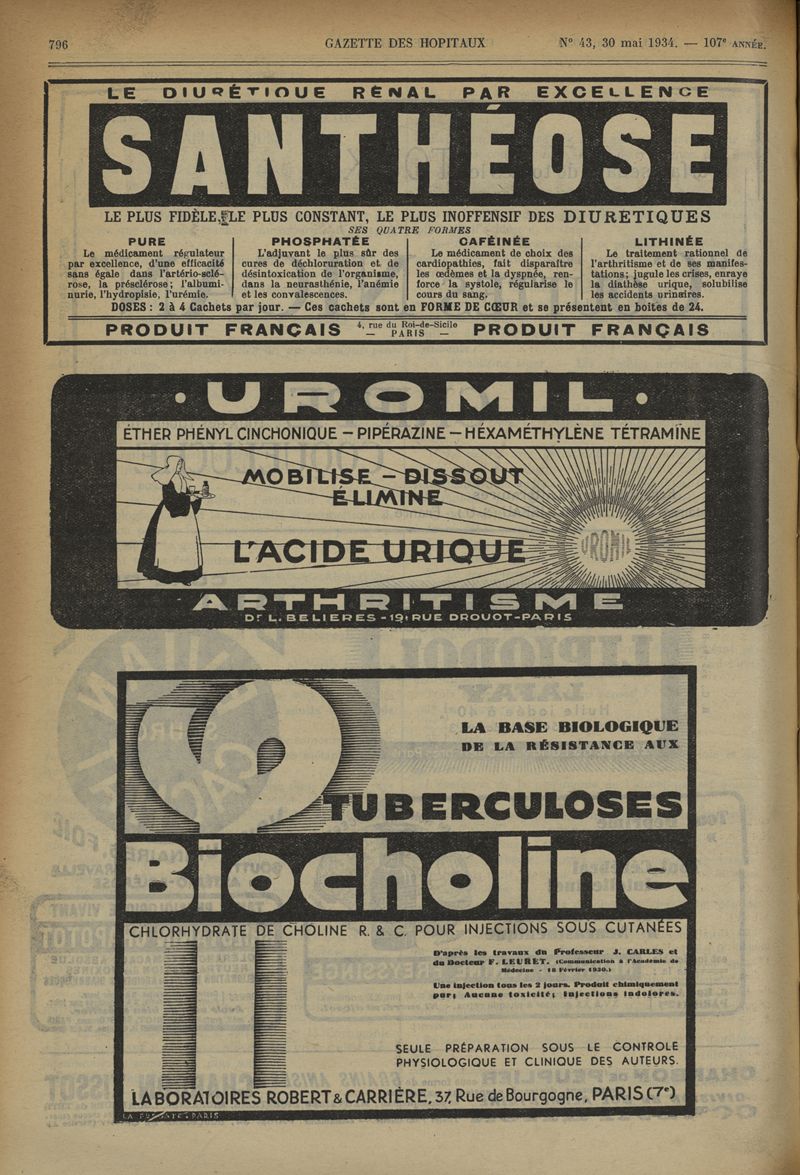 796
GAZETTE DES HOPITAUX
N° 43, 30 mai 1934. — 107e ANNÉE.
LE DIURÉTIQUE RÉNAL PAR EXCELLENCE
SANTHÉOSE
LE PLUS FIDÈLE, LE PLUS CONSTANT, LE PLUS INOFFENSIF DES DIURETIQUES
SES QUATRE FORMES
PURE
Le médicament régulateur
par excellence, d'une efficacité
sans égale dans l'artério-sclé-
rose, la présclérose; l'albumi-
nurie, l'hydropisie, l'urémie.
PHOSPHATÉE
L'adjuvant le plus sûr des
cures de déchloruration et de
désintoxication de l'organisme,
dans la neurasthénie, l'anémie
et les convalescences.
CAFÉINÉE
Le médicament de choix des
cardiopathies, fait disparaître
les œdèmes et la dyspnée, ren-
force la systole, régularise le
cours du sang.
LITHINÉE
Le traitement rationnel de
l'arthritisme et de ses manifes-
tations; jugule les crises, enraye
la diathèse urique, solubilise
les accidents urinaires.
DOSES : 2 à 4 Cachets par jour. — Ces cachets sont en FORME DE CŒUR et se présentent en boîtes de 24.
PRODUIT FRANÇAIS
4, rue du Roi-de-Sicile
— PARIS —
PRODUIT FRANÇAIS
·UROMIL·
ÉTHER PHÉNYL CINCHONIQUE – PIPÉRAZINE – HÉXAMÉTHYLÈNE TÉTRAMINE
MOBILISE – DISSOUT
ÉLIMINE
L'ACIDE URIQUE
UROMIL
ARTHRITISME
Dr L. BELIERES - 19, RUE DROUOT - PARIS
LA BASE BIOLOGIQUE
DE LA RÉSISTANCE AUX
TUBERCULOSES
Biocholine
CHLORHYDRATE DE CHOLINE R. & C. POUR INJECTIONS SOUS CUTANÉES
D'après les travaux du Professeur J. CARLES et
du Docteur F. LEURET. (Communication à l'Académie de
Médecine - 18 Février 1930.)
Une injection tous les 2 jours. Produit chimiquement
pur; Aucune toxicité; Injections indolores.
SEULE PRÉPARATION SOUS LE CONTROLE
PHYSIOLOGIQUE ET CLINIQUE DES AUTEURS.
LABORATOIRES ROBERT & CARRIÈRE, 37, Rue de Bourgogne, PARIS (7e)